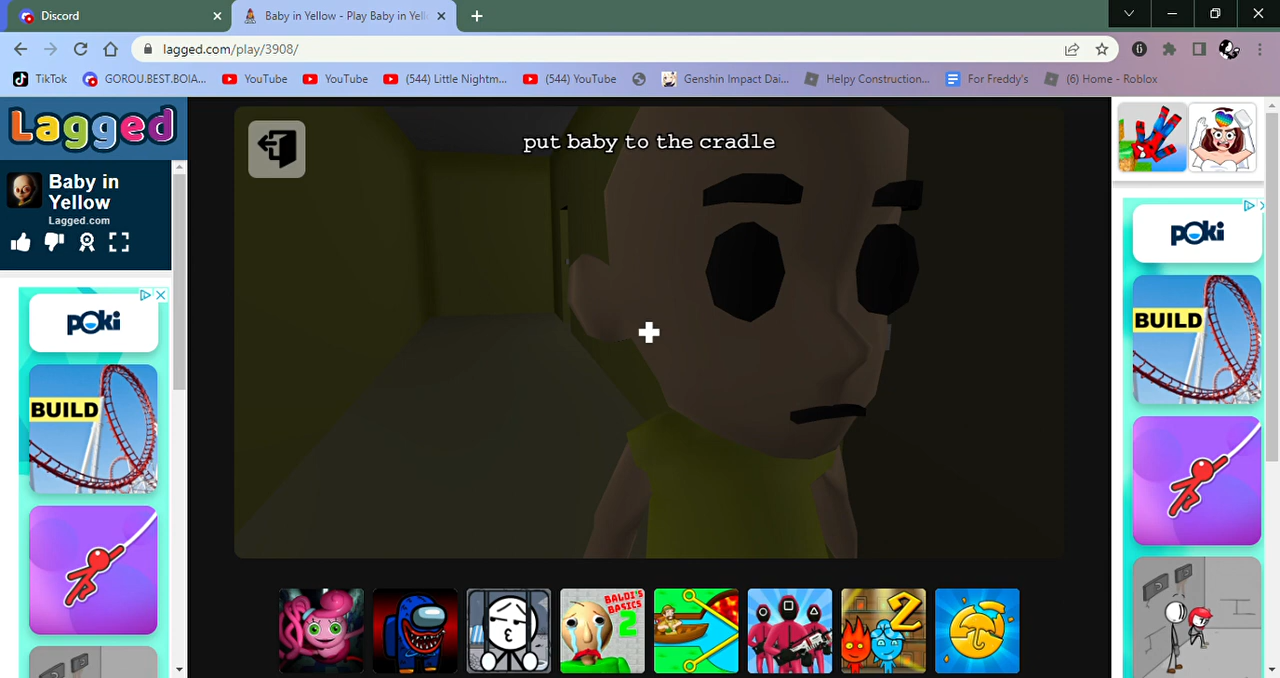 Discord
Baby in Yellow - Play Baby in Yell
lagged.com/play/3908/
TikTok
GOROU.BEST.BOIA...
YouTube
YouTube
(544) Little Nightm...
(544) YouTube
Genshin Impact Dai...
Helpy Construction...
For Freddy's
(6) Home - Roblox
Lagged
Baby in
Yellow
Lagged.com
put baby to the cradle
poki
BUILD
poki
BUILD
BALDI'S
BASICS
2
2